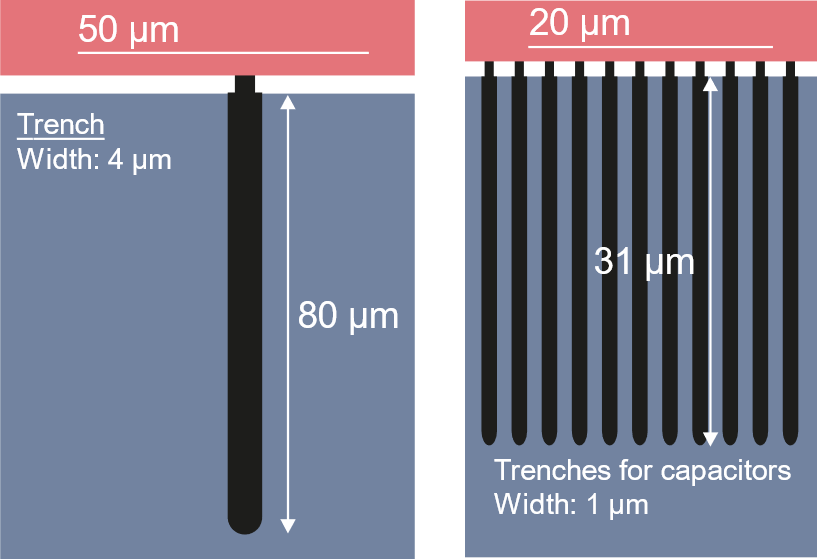 50 µm
Trench
Width: 4 µm
80 µm
20 µm
31 µm
Trenches for capacitors
Width: 1 µm